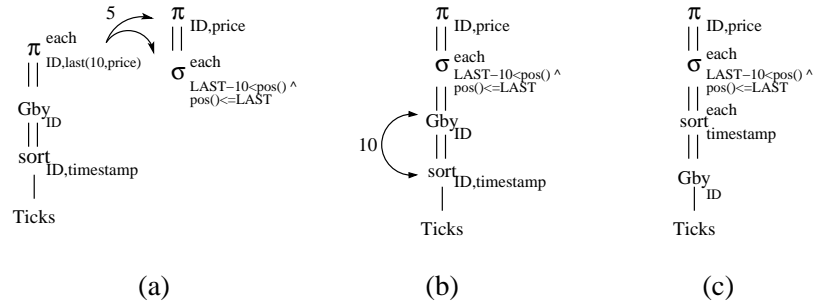 5
π each
ID,last(10,price)
Gby ID
sort ID,timestamp
Ticks
π ID,price
σ each
LAST−10<pos() ^
pos()<=LAST
(a)
π ID,price
σ each
LAST−10<pos() ^
pos()<=LAST
Gby ID
10
sort ID,timestamp
Ticks
(b)
π ID,price
σ each
LAST−10<pos() ^
pos()<=LAST
sort each
timestamp
Gby ID
Ticks
(c)